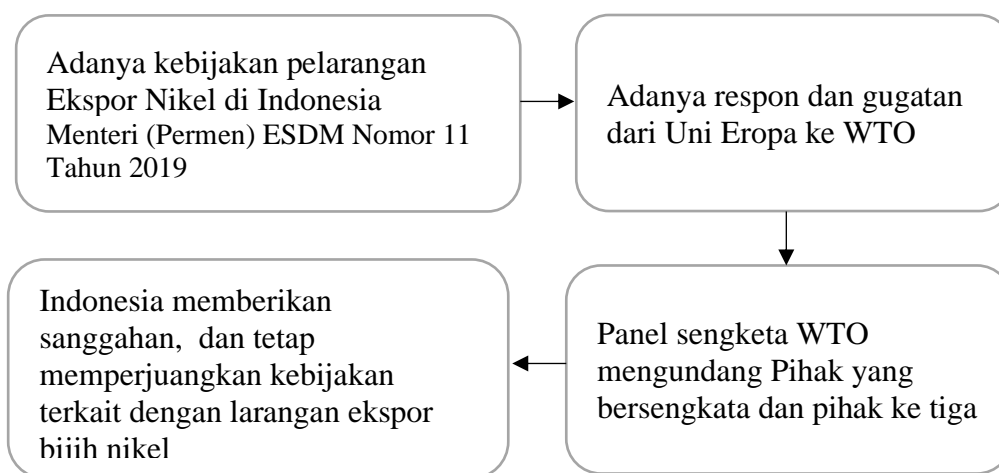 Adanya kebijakan pelarangan
Ekspor Nikel di Indonesia
Menteri (Permen) ESDM Nomor 11
Tahun 2019
Adanya respon dan gugatan
dari Uni Eropa ke WTO
Panel sengketa WTO
mengundang Pihak yang
bersengkata dan pihak ke tiga
Indonesia memberikan
sanggahan, dan tetap
memperjuangkan kebijakan
terkait dengan larangan ekspor
bijih nikel